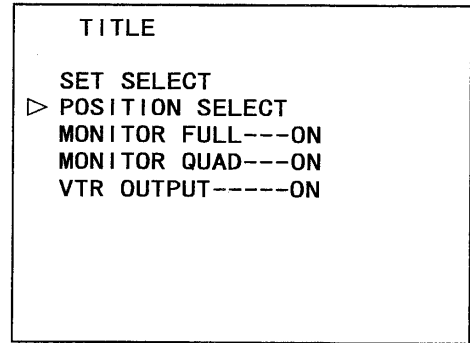 TITLE
SET SELECT
▷ POSITION SELECT
MONITOR FULL---ON
MONITOR QUAD---ON
VTR OUTPUT-----ON